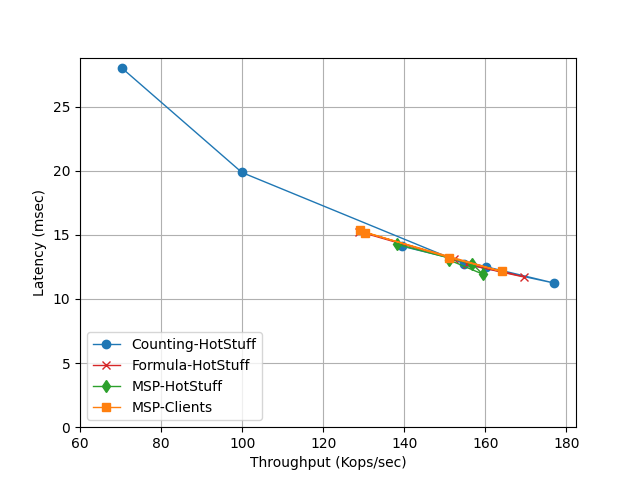 25
20
15
10
5
0
Latency (msec)
Counting-HotStuff
Formula-HotStuff
MSP-HotStuff
MSP-Clients
60
80
100
120
140
160
180
Throughput (Kops/sec)